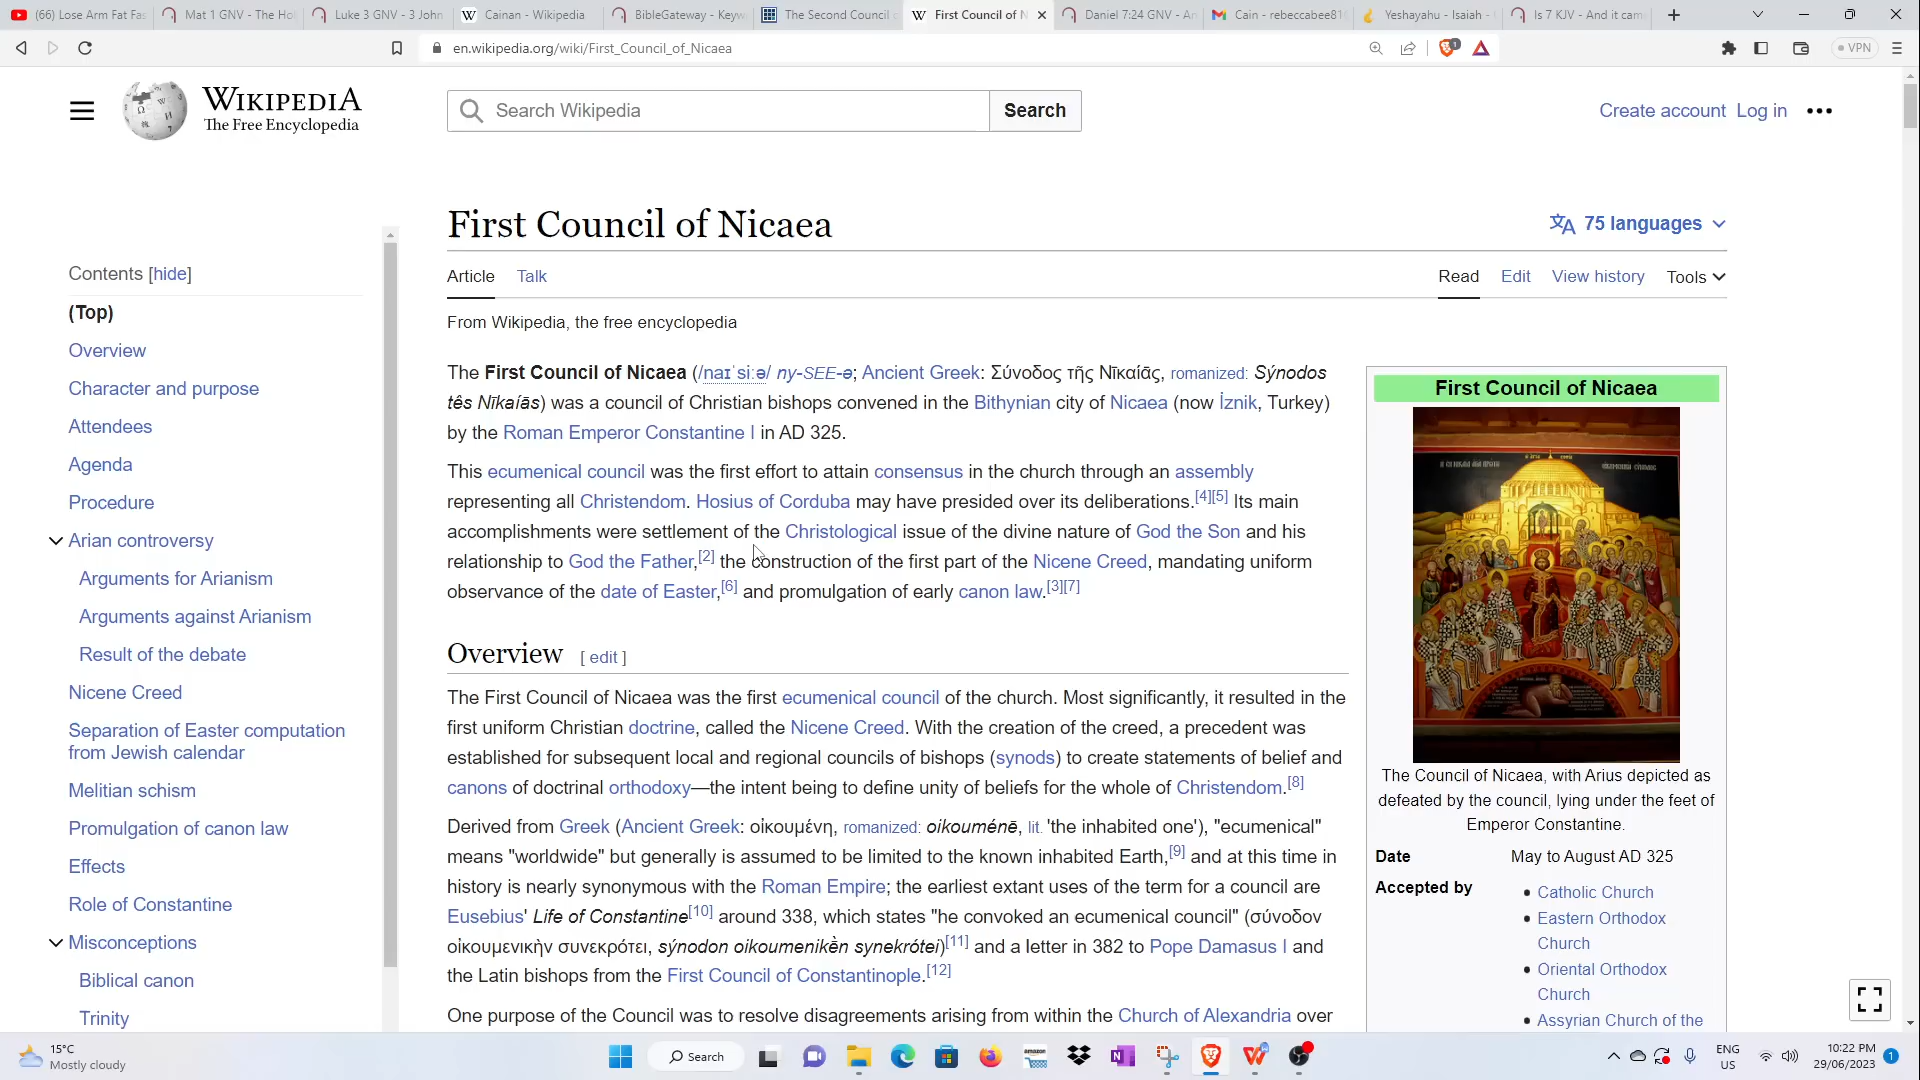 (66) Lose Arm Fat Fas
Mat 1 GNV - The Ho
Luke 3 GNV - 3 John
Cainan - Wikipedia
BibleGateway - Keyw
The Second Council o
First Council of N
Daniel 7:24 GNV - An
Cain - rebeccabee81
Yeshayahu - Isaiah -
Is 7 KJV - And it cam
en.wikipedia.org/wiki/First_Council_of_Nicaea
VPN
WIKIPEDIA
The Free Encyclopedia
Search Wikipedia
Search
Create account Log in
First Council of Nicaea
75 languages
Article Talk
Read Edit View history Tools
From Wikipedia, the free encyclopedia
Contents [hide]
(Top)
Overview
Character and purpose
Attendees
Agenda
Procedure
Arian controversy
Arguments for Arianism
Arguments against Arianism
Result of the debate
Nicene Creed
Separation of Easter computation
from Jewish calendar
Melitian schism
Promulgation of canon law
Effects
Role of Constantine
Misconceptions
Biblical canon
Trinity
The First Council of Nicaea (/naɪˈsiːə/ ny-SEE-ə; Ancient Greek: Σύνοδος τῆς Νῑκαίᾱς, romanized: Sýnodos
tês Nīkaíās) was a council of Christian bishops convened in the Bithynian city of Nicaea (now İznik, Turkey)
by the Roman Emperor Constantine I in AD 325.
This ecumenical council was the first effort to attain consensus in the church through an assembly
representing all Christendom. Hosius of Corduba may have presided over its deliberations.[4][5] Its main
accomplishments were settlement of the Christological issue of the divine nature of God the Son and his
relationship to God the Father,[2] the construction of the first part of the Nicene Creed, mandating uniform
observance of the date of Easter,[6] and promulgation of early canon law.[3][7]
Overview [ edit ]
The First Council of Nicaea was the first ecumenical council of the church. Most significantly, it resulted in the
first uniform Christian doctrine, called the Nicene Creed. With the creation of the creed, a precedent was
established for subsequent local and regional councils of bishops (synods) to create statements of belief and
canons of doctrinal orthodoxy—the intent being to define unity of beliefs for the whole of Christendom.[8]
Derived from Greek (Ancient Greek: οἰκουμένη, romanized: oikouménē, lit. 'the inhabited one'), "ecumenical"
means "worldwide" but generally is assumed to be limited to the known inhabited Earth,[9] and at this time in
history is nearly synonymous with the Roman Empire; the earliest extant uses of the term for a council are
Eusebius' Life of Constantine[10] around 338, which states "he convoked an ecumenical council" (σύνοδον
οἰκουμενικὴν συνεκρότει, sýnodon oikoumenikḕn synekrótei)[11] and a letter in 382 to Pope Damasus I and
the Latin bishops from the First Council of Constantinople.[12]
One purpose of the Council was to resolve disagreements arising from within the Church of Alexandria over
First Council of Nicaea
The Council of Nicaea, with Arius depicted as
defeated by the council, lying under the feet of
Emperor Constantine.
Date May to August AD 325
Accepted by
Catholic Church
Eastern Orthodox
Church
Oriental Orthodox
Church
Assyrian Church of the
15°C
Mostly cloudy
Search
amazon
ENG
US
10:22 PM
29/06/2023
1